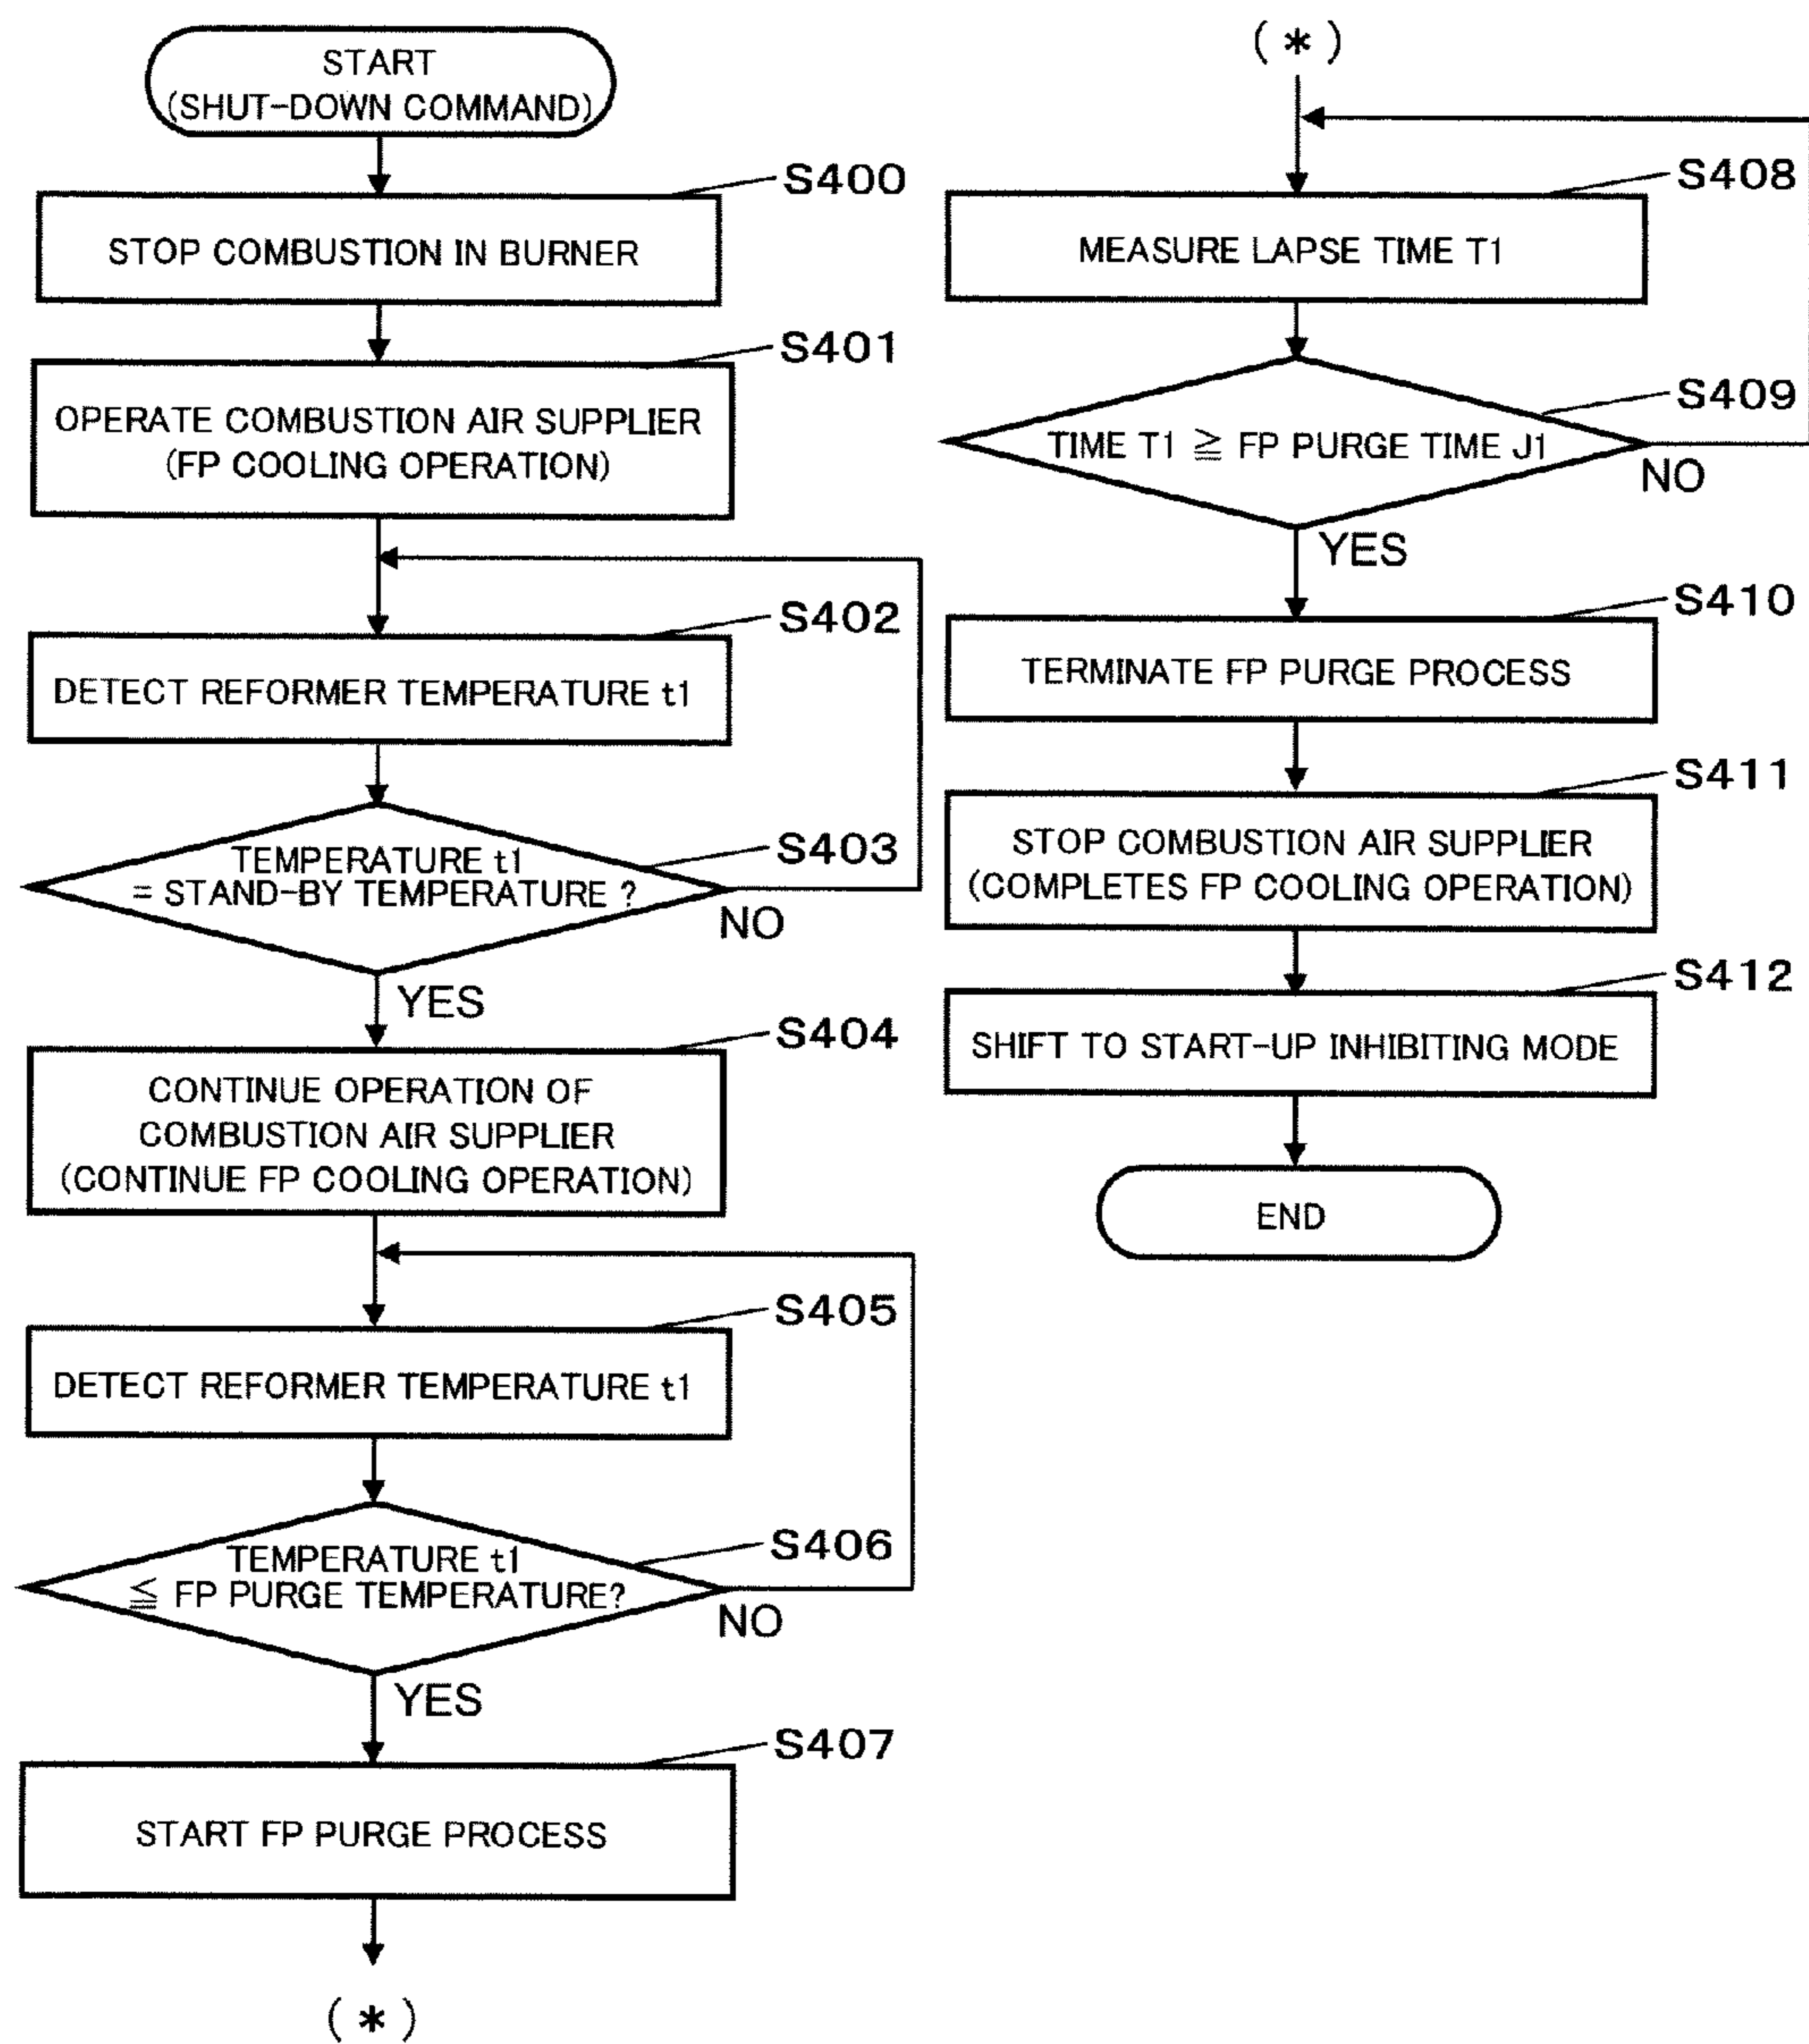 START
(SHUT-DOWN COMMAND)
S400
STOP COMBUSTION IN BURNER
S401
OPERATE COMBUSTION AIR SUPPLIER
(FP COOLING OPERATION)
S402
DETECT REFORMER TEMPERATURE t1
S403
TEMPERATURE t1
= STAND-BY TEMPERATURE ?
NO
YES
S404
CONTINUE OPERATION OF
COMBUSTION AIR SUPPLIER
(CONTINUE FP COOLING OPERATION)
S405
DETECT REFORMER TEMPERATURE t1
S406
TEMPERATURE t1
≦ FP PURGE TEMPERATURE?
NO
YES
S407
START FP PURGE PROCESS
(*)
(*)
S408
MEASURE LAPSE TIME T1
S409
TIME T1 ≧ FP PURGE TIME J1
NO
YES
S410
TERMINATE FP PURGE PROCESS
S411
STOP COMBUSTION AIR SUPPLIER
(COMPLETES FP COOLING OPERATION)
S412
SHIFT TO START-UP INHIBITING MODE
END